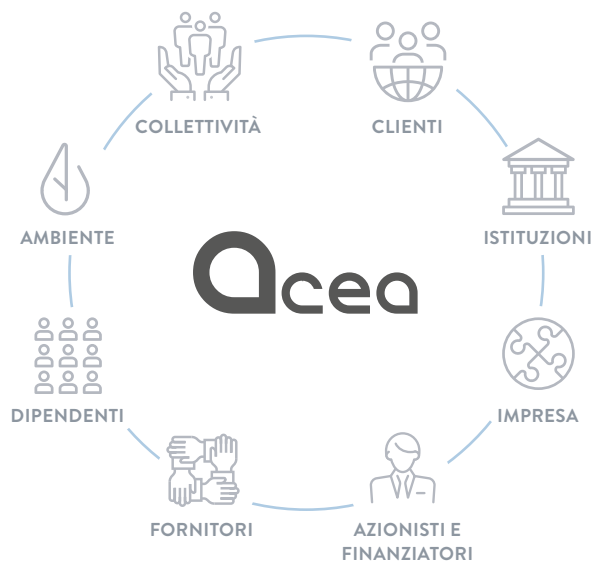 COLLETTIVITÀ
CLIENTI
AMBIENTE
ISTITUZIONI
acea
DIPENDENTI
IMPRESA
FORNITORI
AZIONISTI E
FINANZIATORI